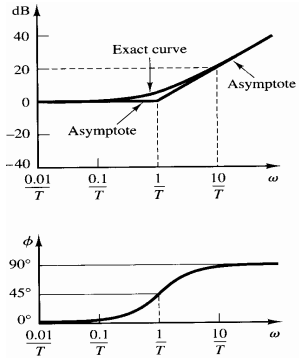 dB
40
Exact curve
20
Asymptote
0
Asymptote
−20
−40
0.01/T 0.1/T 1/T 10/T ω
ϕ
90°
45°
0°
0.01/T 0.1/T 1/T 10/T ω